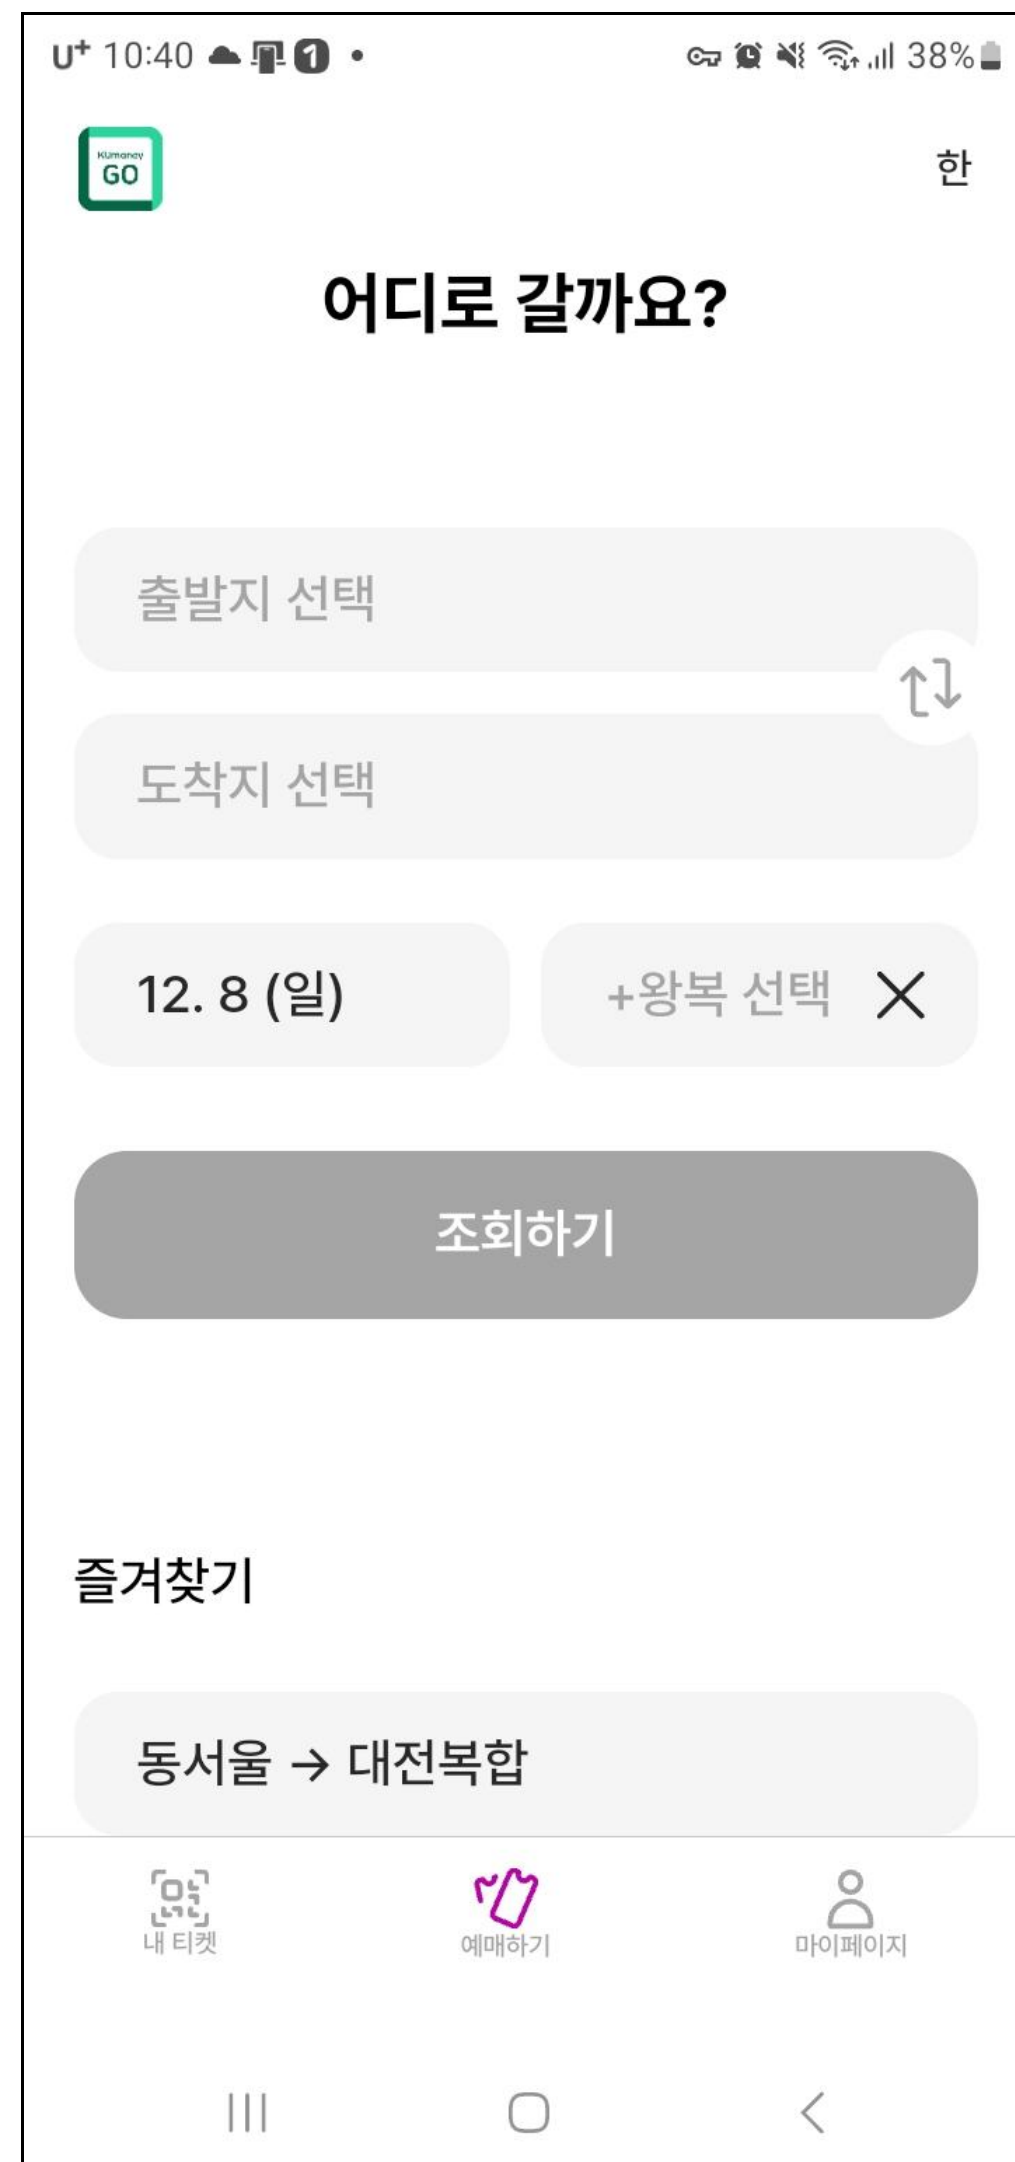 U+ 10:40 1 38%
KUmoney
GO
한
어디로 갈까요?
출발지 선택
도착지 선택
12. 8 (일)
+왕복 선택
조회하기
즐겨찾기
동서울 → 대전복합
내 티켓
예매하기
마이페이지